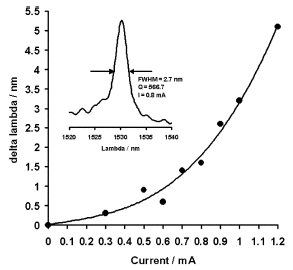 5.5
5
4.5
4
3.5
3
2.5
2
1.5
1
0.5
0
delta lambda / nm
FWHM = 2.7 nm
Q = 566.7
I = 0.8 mA
1520 1525 1530 1535 1540
Lambda / nm
0 0.1 0.2 0.3 0.4 0.5 0.6 0.7 0.8 0.9 1 1.1 1.2
Current / mA